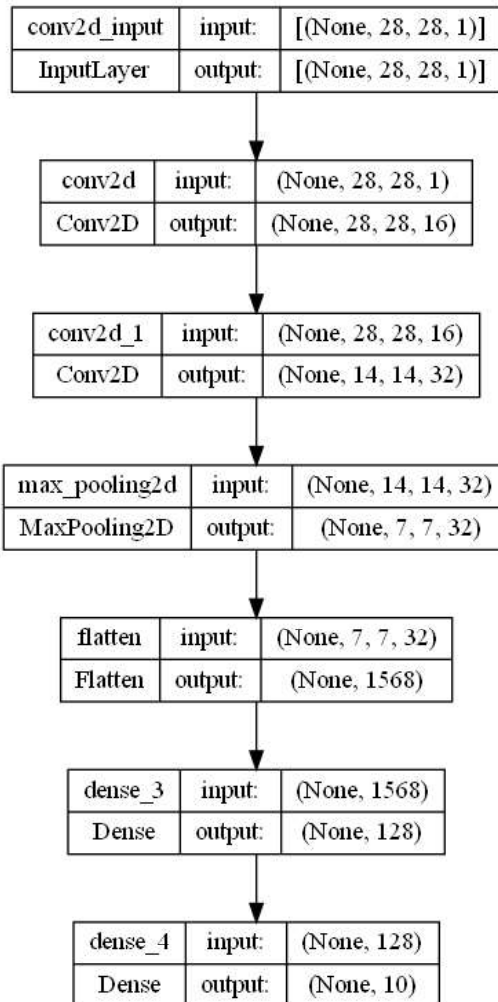 conv2d_input input: [(None, 28, 28, 1)]
InputLayer output: [(None, 28, 28, 1)]
conv2d input: (None, 28, 28, 1)
Conv2D output: (None, 28, 28, 16)
conv2d_1 input: (None, 28, 28, 16)
Conv2D output: (None, 14, 14, 32)
max_pooling2d input: (None, 14, 14, 32)
MaxPooling2D output: (None, 7, 7, 32)
flatten input: (None, 7, 7, 32)
Flatten output: (None, 1568)
dense_3 input: (None, 1568)
Dense output: (None, 128)
dense_4 input: (None, 128)
Dense output: (None, 10)